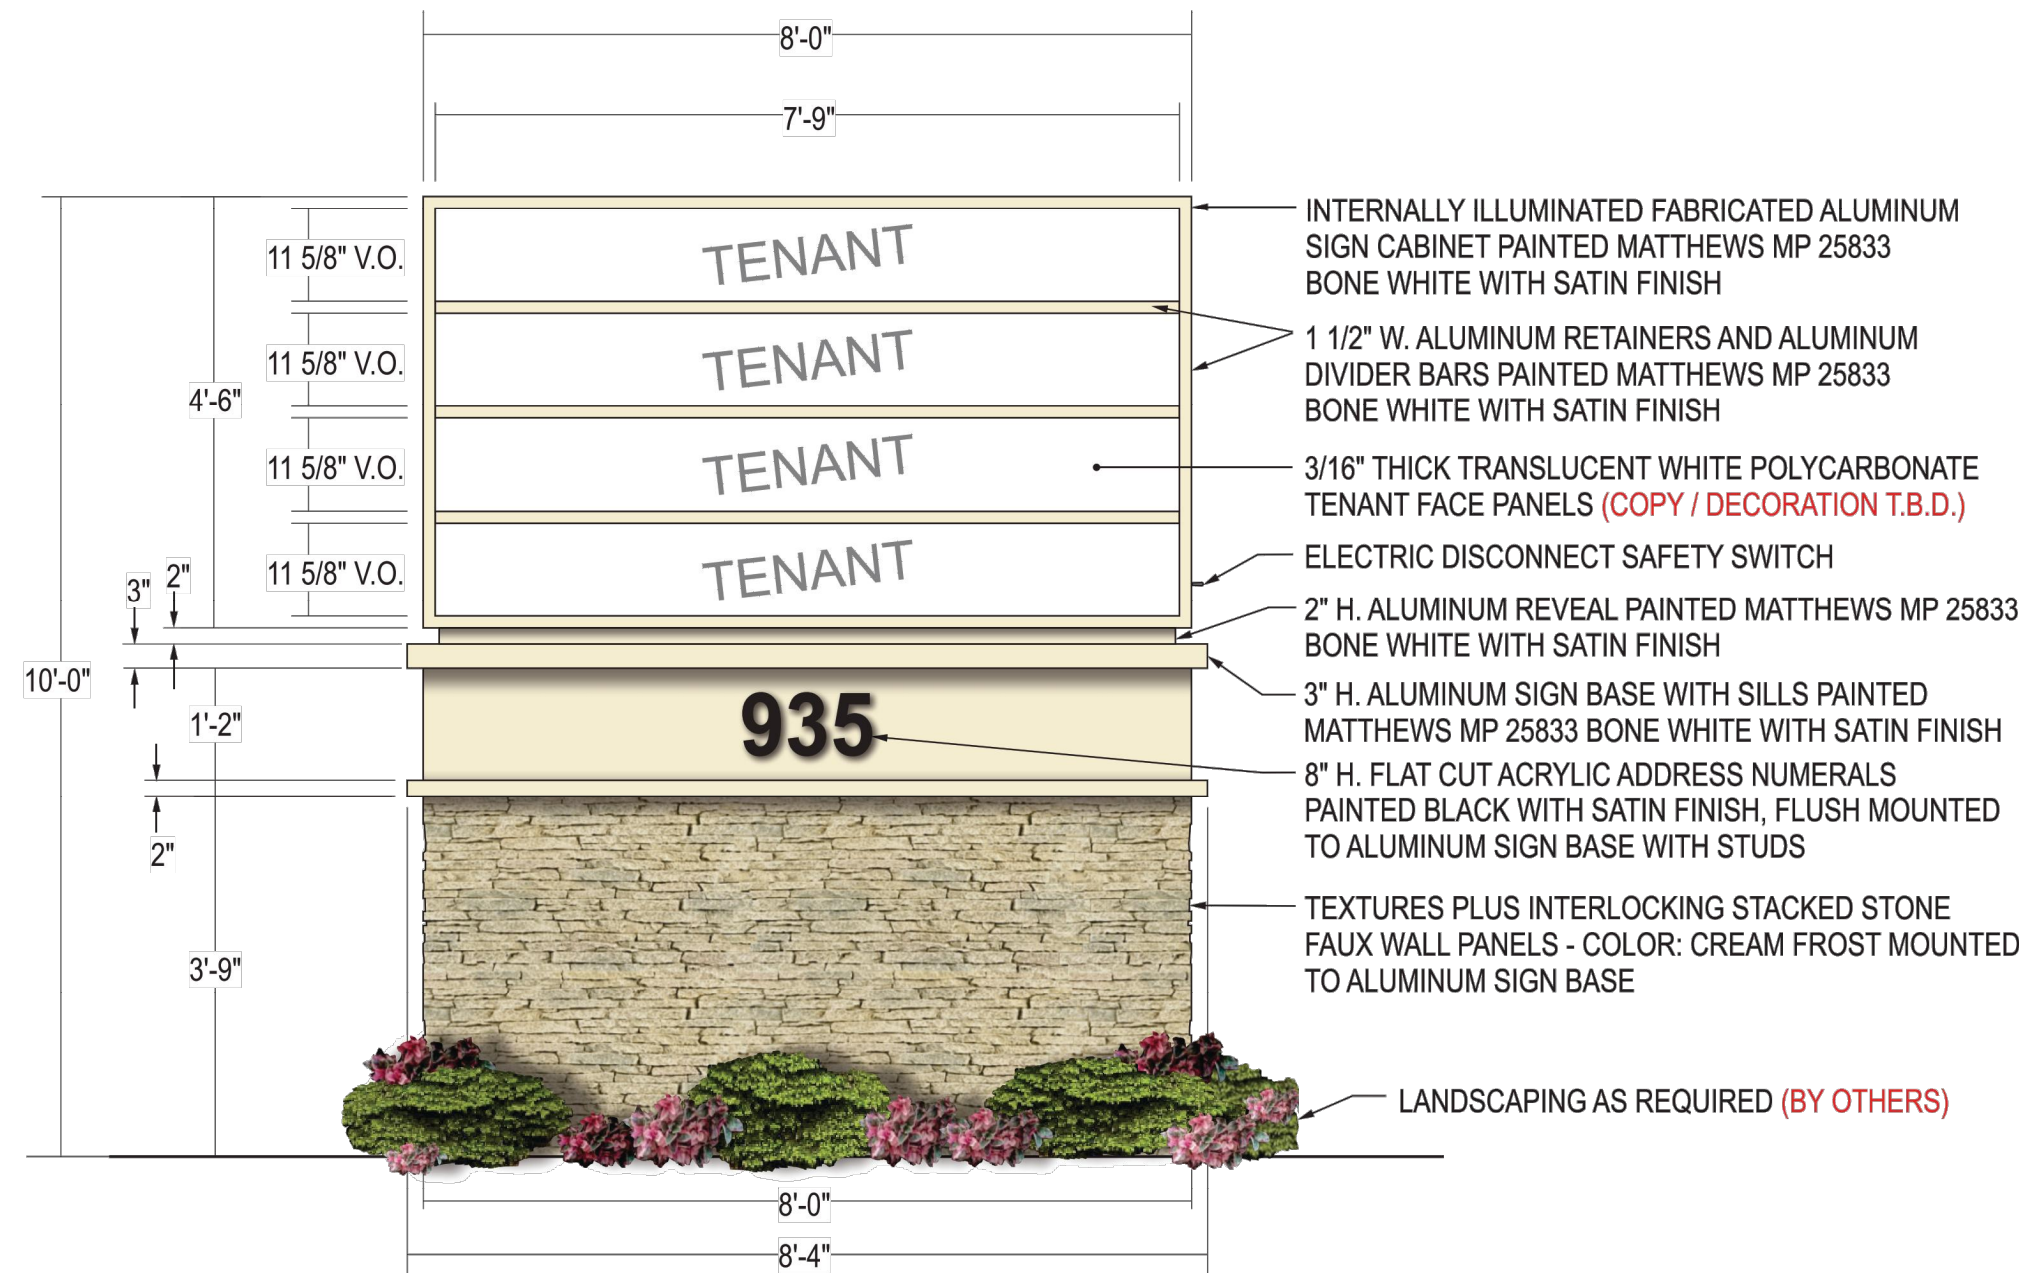 8'-0"
7'-9"
INTERNALLY ILLUMINATED FABRICATED ALUMINUM
SIGN CABINET PAINTED MATTHEWS MP 25833
BONE WHITE WITH SATIN FINISH
1 1/2" W. ALUMINUM RETAINERS AND ALUMINUM
DIVIDER BARS PAINTED MATTHEWS MP 25833
BONE WHITE WITH SATIN FINISH
3/16" THICK TRANSLUCENT WHITE POLYCARBONATE
TENANT FACE PANELS (COPY / DECORATION T.B.D.)
ELECTRIC DISCONNECT SAFETY SWITCH
2" H. ALUMINUM REVEAL PAINTED MATTHEWS MP 25833
BONE WHITE WITH SATIN FINISH
3" H. ALUMINUM SIGN BASE WITH SILLS PAINTED
MATTHEWS MP 25833 BONE WHITE WITH SATIN FINISH
8" H. FLAT CUT ACRYLIC ADDRESS NUMERALS
PAINTED BLACK WITH SATIN FINISH, FLUSH MOUNTED
TO ALUMINUM SIGN BASE WITH STUDS
TEXTURES PLUS INTERLOCKING STACKED STONE
FAUX WALL PANELS - COLOR: CREAM FROST MOUNTED
TO ALUMINUM SIGN BASE
LANDSCAPING AS REQUIRED (BY OTHERS)
11 5/8" V.O.
11 5/8" V.O.
11 5/8" V.O.
11 5/8" V.O.
4'-6"
2"
3"
10'-0"
1'-2"
2"
3'-9"
TENANT
TENANT
TENANT
TENANT
935
8'-0"
8'-4"